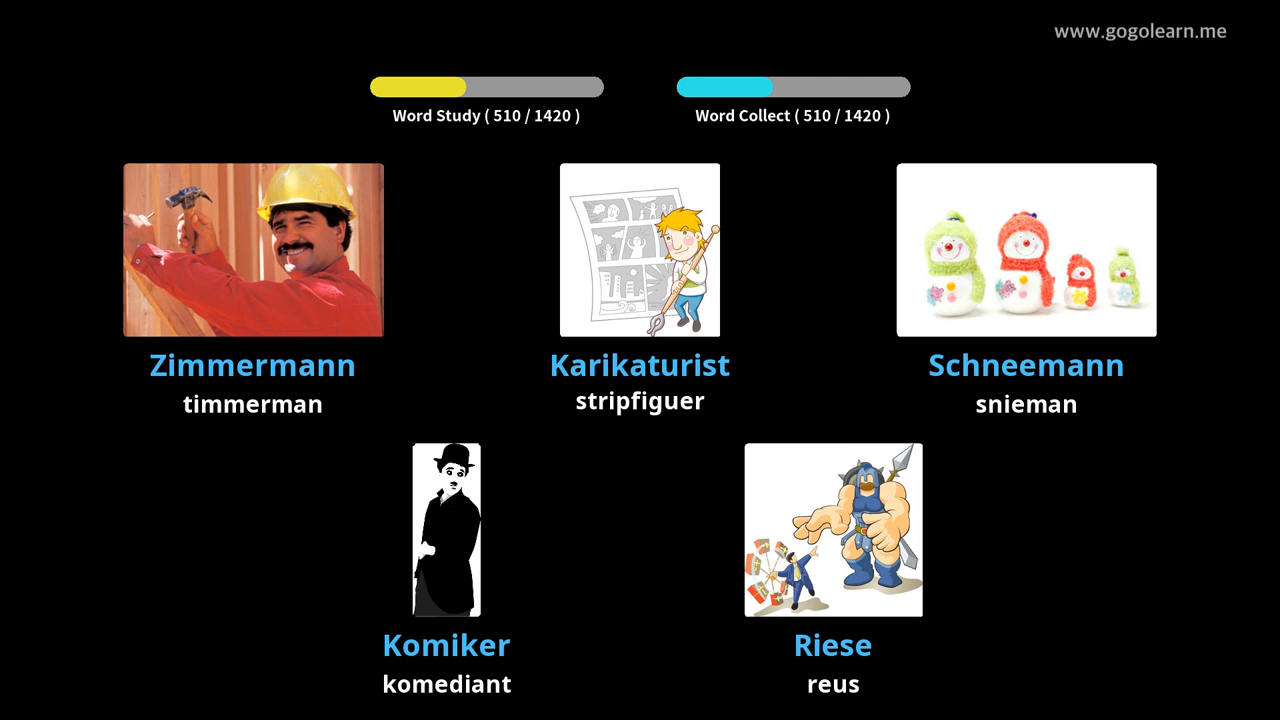 www.gogolearn.me
Word Study ( 510 / 1420 )
Word Collect ( 510 / 1420 )
Zimmermann
Karikaturist
Schneemann
timmerman
stripfiguer
snieman
Komiker
Riese
komediant
reus